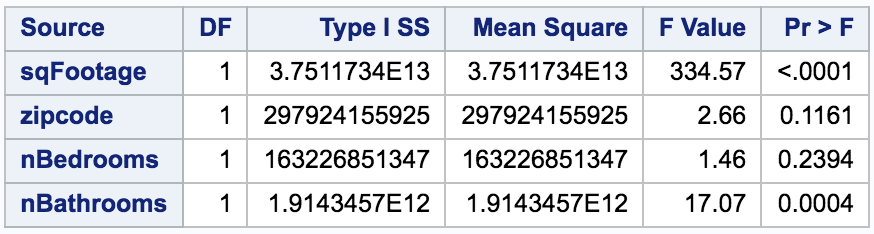 Source DF Type I SS Mean Square F Value Pr > F
sqFootage 1 3.7511734E13 3.7511734E13 334.57 <.0001
zipcode 1 297924155925 297924155925 2.66 0.1161
nBedrooms 1 163226851347 163226851347 1.46 0.2394
nBathrooms 1 1.9143457E12 1.9143457E12 17.07 0.0004